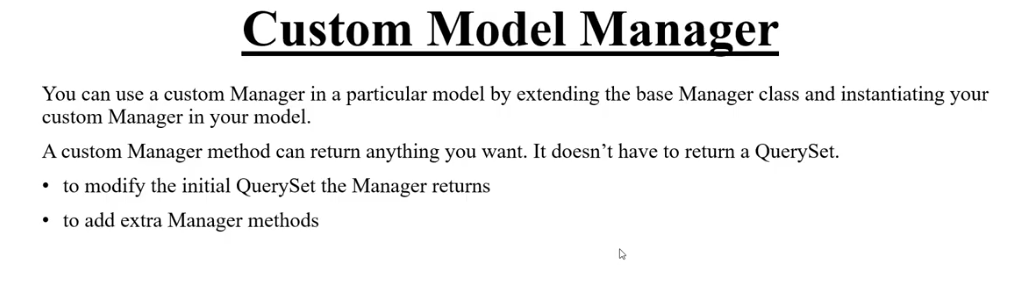 Custom Model Manager
You can use a custom Manager in a particular model by extending the base Manager class and instantiating your
custom Manager in your model.
A custom Manager method can return anything you want. It doesn’t have to return a QuerySet.
• to modify the initial QuerySet the Manager returns
• to add extra Manager methods